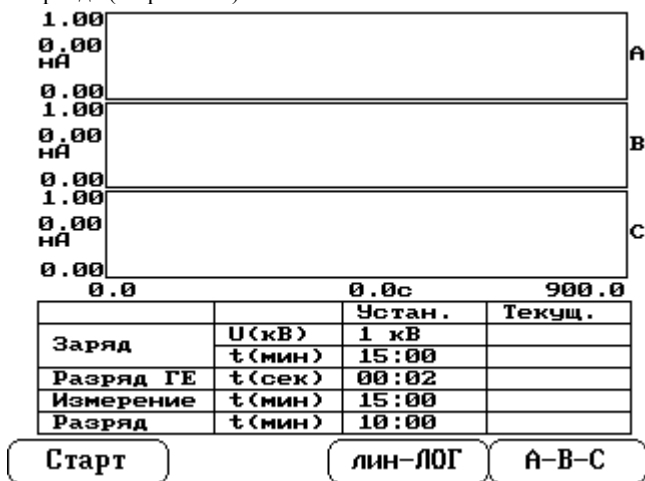 1.00
0.00
нА A
0.00
1.00
0.00
нА B
0.00
1.00
0.00
нА C
0.00
0.0 0.0с 900.0
Устан. Текущ.
Заряд U(кВ) 1 кВ
t(мин) 15:00
Разряд ГЕ t(сек) 00:02
Измерение t(мин) 15:00
Разряд t(мин) 10:00
Старт лин-ЛОГ A-B-C